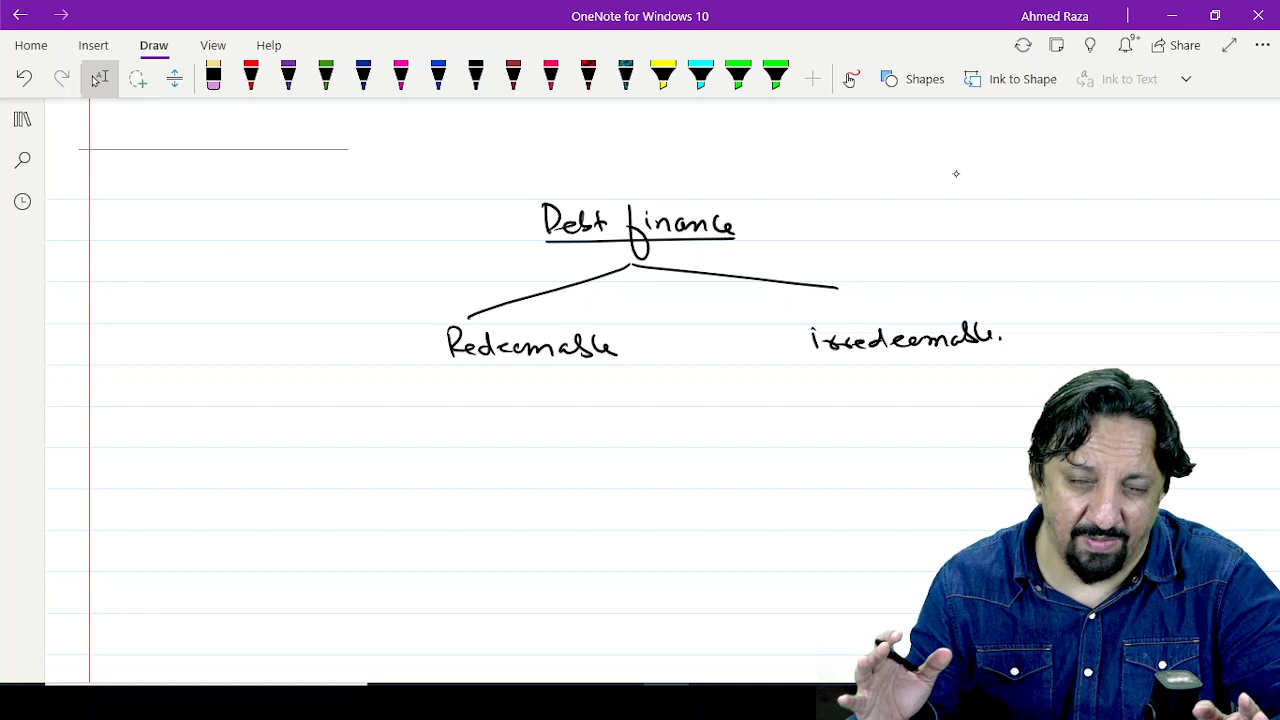 OneNote for Windows 10
Ahmed Raza
Home Insert Draw View Help
Share
Shapes Ink to Shape Ink to Text
Debt finance
Redeemable irredeemable.